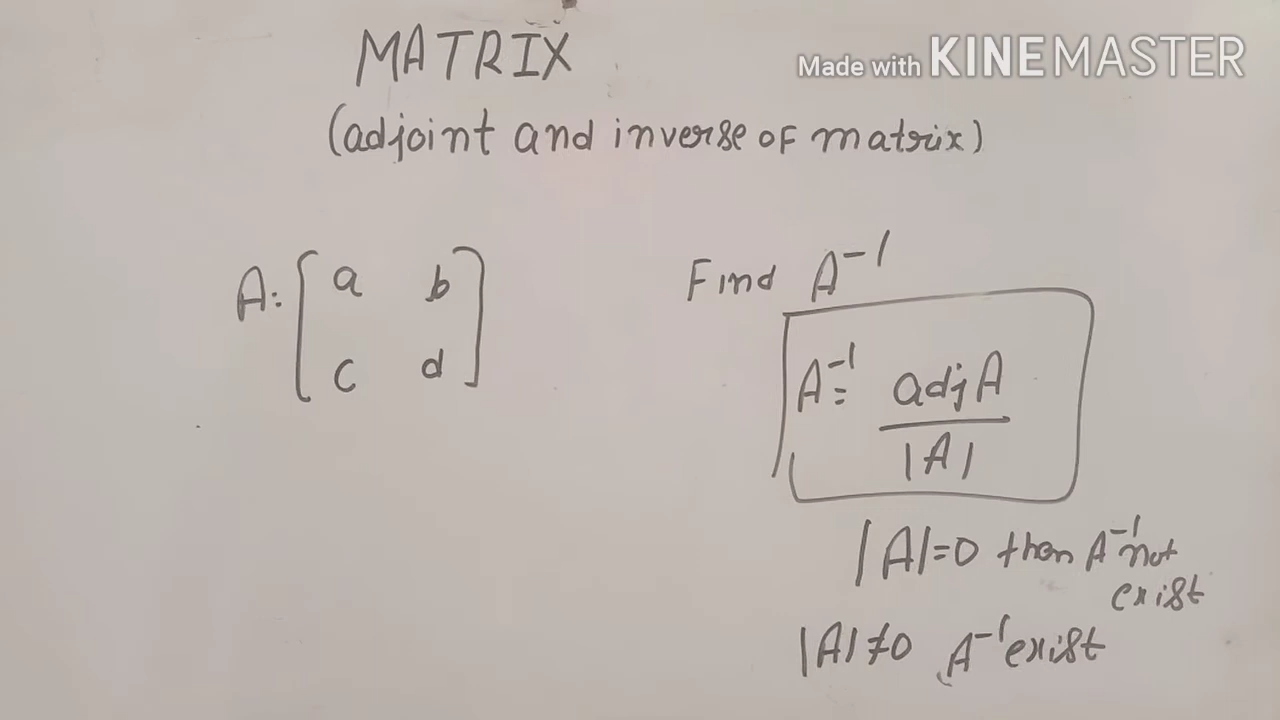 MATRIX
Made with KINEMASTER
(adjoint and inverse of matrix)
A: [ a b
c d ]
Find A⁻¹
A⁻¹ = adj A
|A|
|A|=0 then A⁻¹ not
exist
|A|≠0 A⁻¹ exist